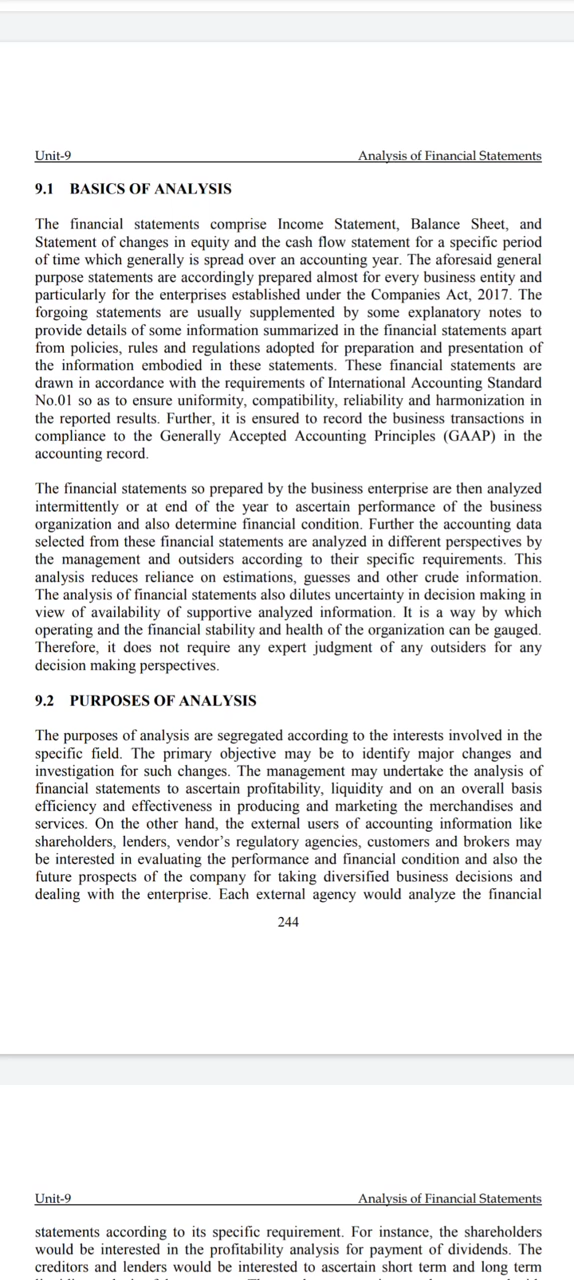 Unit-9 Analysis of Financial Statements
9.1 BASICS OF ANALYSIS
The financial statements comprise Income Statement, Balance Sheet, and
Statement of changes in equity and the cash flow statement for a specific period
of time which generally is spread over an accounting year. The aforesaid general
purpose statements are accordingly prepared almost for every business entity and
particularly for the enterprises established under the Companies Act, 2017. The
forgoing statements are usually supplemented by some explanatory notes to
provide details of some information summarized in the financial statements apart
from policies, rules and regulations adopted for preparation and presentation of
the information embodied in these statements. These financial statements are
drawn in accordance with the requirements of International Accounting Standard
No.01 so as to ensure uniformity, compatibility, reliability and harmonization in
the reported results. Further, it is ensured to record the business transactions in
compliance to the Generally Accepted Accounting Principles (GAAP) in the
accounting record.
The financial statements so prepared by the business enterprise are then analyzed
intermittently or at end of the year to ascertain performance of the business
organization and also determine financial condition. Further the accounting data
selected from these financial statements are analyzed in different perspectives by
the management and outsiders according to their specific requirements. This
analysis reduces reliance on estimations, guesses and other crude information.
The analysis of financial statements also dilutes uncertainty in decision making in
view of availability of supportive analyzed information. It is a way by which
operating and the financial stability and health of the organization can be gauged.
Therefore, it does not require any expert judgment of any outsiders for any
decision making perspectives.
9.2 PURPOSES OF ANALYSIS
The purposes of analysis are segregated according to the interests involved in the
specific field. The primary objective may be to identify major changes and
investigation for such changes. The management may undertake the analysis of
financial statements to ascertain profitability, liquidity and on an overall basis
efficiency and effectiveness in producing and marketing the merchandises and
services. On the other hand, the external users of accounting information like
shareholders, lenders, vendor's regulatory agencies, customers and brokers may
be interested in evaluating the performance and financial condition and also the
future prospects of the company for taking diversified business decisions and
dealing with the enterprise. Each external agency would analyze the financial
244
Unit-9 Analysis of Financial Statements
statements according to its specific requirement. For instance, the shareholders
would be interested in the profitability analysis for payment of dividends. The
creditors and lenders would be interested to ascertain short term and long term